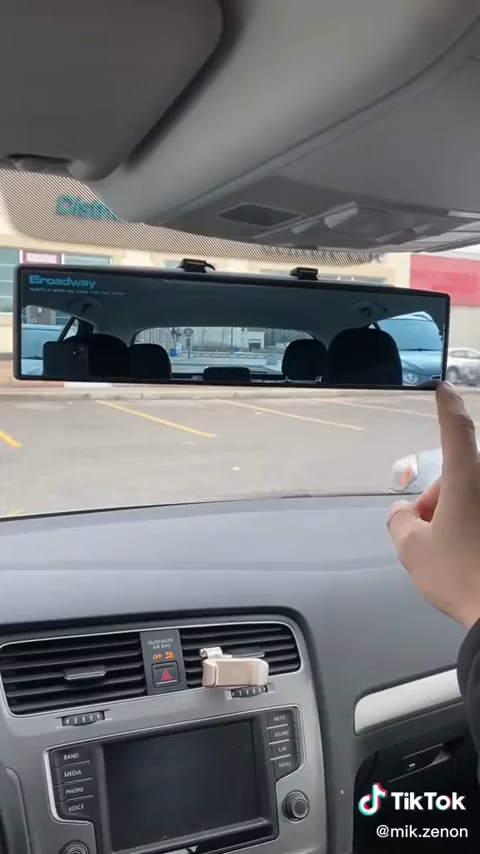 Broadway
PASSENGER
AIR BAG
OFF
BAND
MEDIA
PHONE
VOICE
MUTE
SOUND
CAR
MENU
TikTok
@mik.zenon